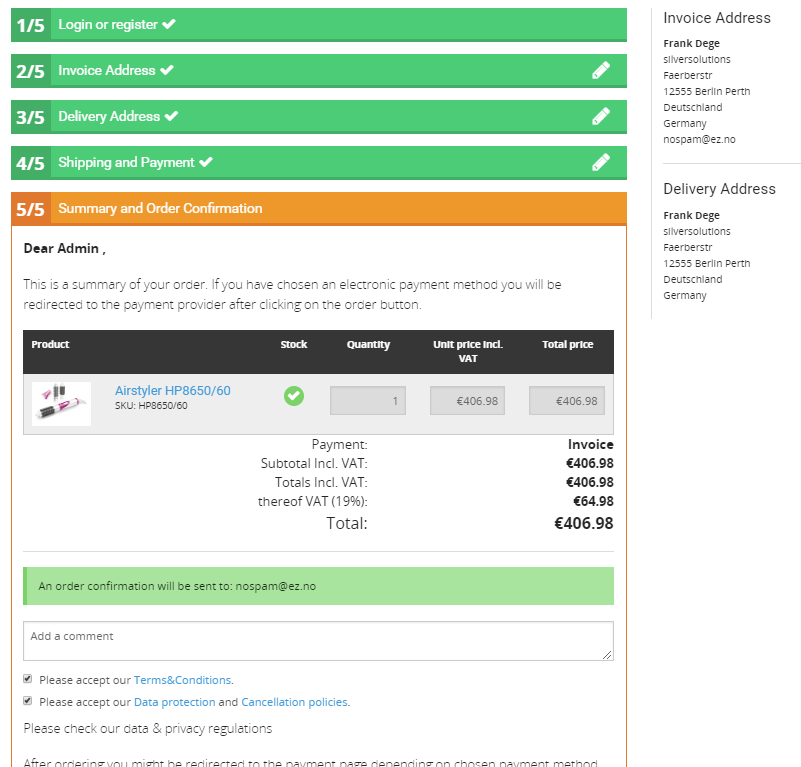 1/5 Login or register
2/5 Invoice Address
3/5 Delivery Address
4/5 Shipping and Payment
5/5 Summary and Order Confirmation
Dear Admin ,
This is a summary of your order. If you have chosen an electronic payment method you will be
redirected to the payment provider after clicking on the order button.
Product Stock Quantity Unit price Incl. VAT Total price
Airstyler HP8650/60 1 €406.98 €406.98
SKU: HP8650/60
Payment: Invoice
Subtotal Incl. VAT: €406.98
Totals Incl. VAT: €406.98
thereof VAT (19%): €64.98
Total: €406.98
An order confirmation will be sent to: nospam@ez.no
Add a comment
Please accept our Terms&Conditions.
Please accept our Data protection and Cancellation policies.
Please check our data & privacy regulations
After ordering you might be redirected to the payment page depending on chosen payment method.
Invoice Address
Frank Dege
silversolutions
Faerberstr
12555 Berlin Perth
Deutschland
Germany
nospam@ez.no
Delivery Address
Frank Dege
silversolutions
Faerberstr
12555 Berlin Perth
Deutschland
Germany